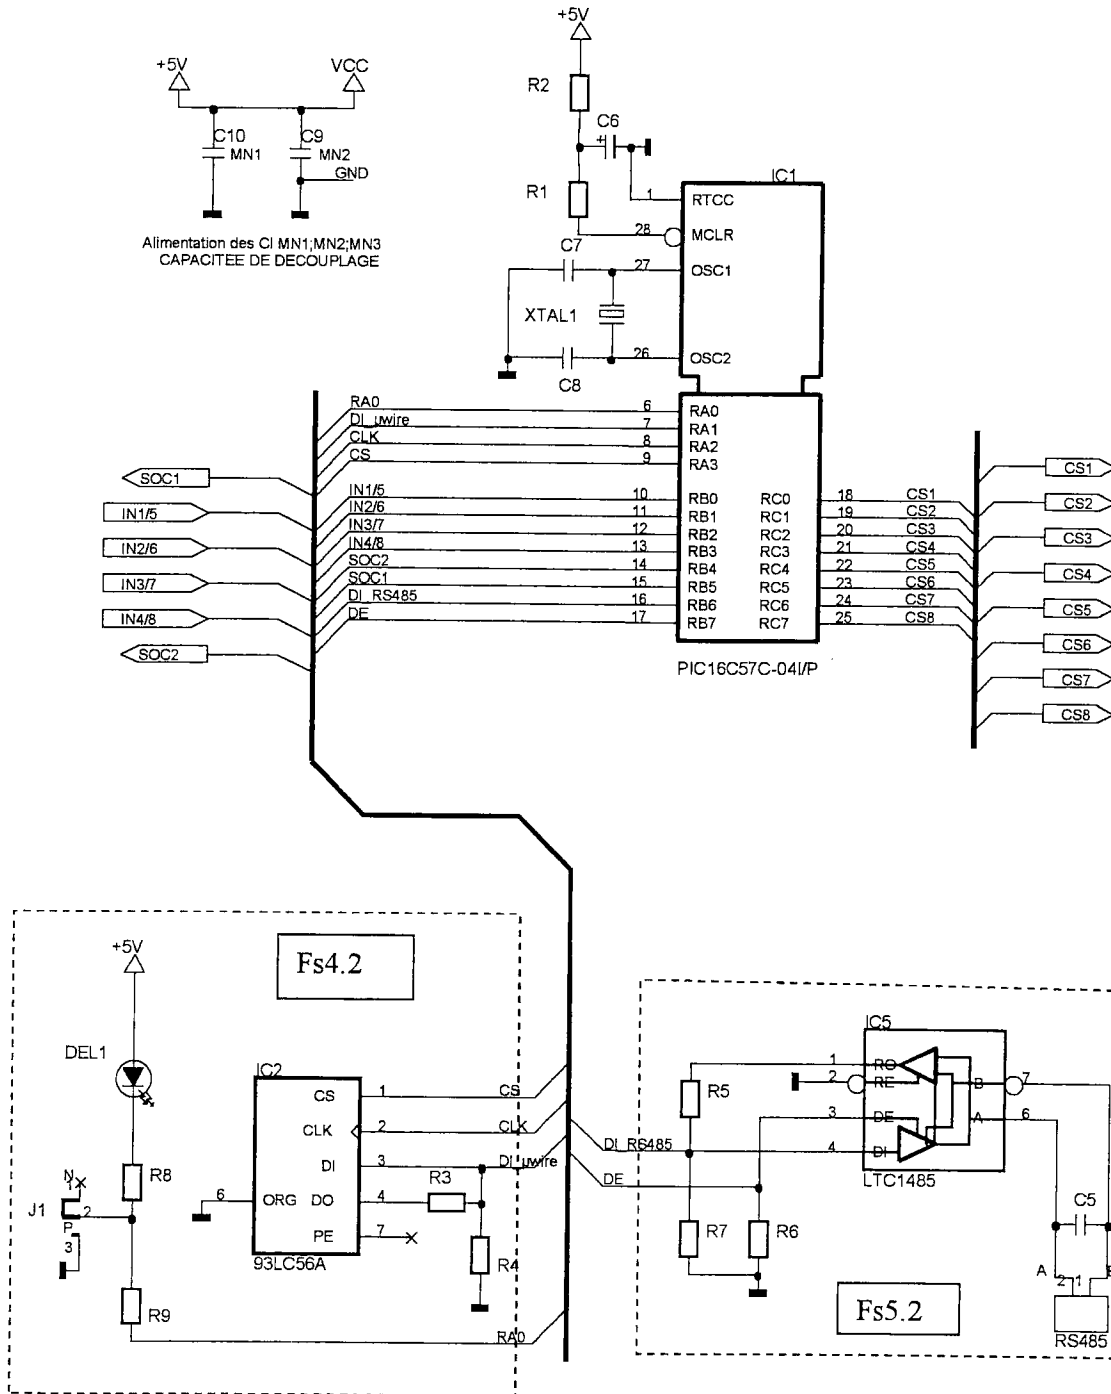 +5V
+5V
VCC
R2
C6
C10
C9
MN1
MN2
GND
IC1
R1
1
RTCC
28
MCLR
Alimentation des CI MN1;MN2;MN3
CAPACITEE DE DECOUPLAGE
C7
27
OSC1
XTAL1
26
OSC2
C8
RA0
6
RA0
DI_µwire
7
RA1
CLK
8
RA2
CS
9
RA3
SOC1
IN1/5
IN2/6
IN3/7
IN4/8
SOC2
IN1/5
10
RB0
RC0
18
CS1
IN2/6
11
RB1
RC1
19
CS2
IN3/7
12
RB2
RC2
20
CS3
IN4/8
13
RB3
RC3
21
CS4
SOC2
14
RB4
RC4
22
CS5
SOC1
15
RB5
RC5
23
CS6
DI_RS485
16
RB6
RC6
24
CS7
DE
17
RB7
RC7
25
CS8
CS1
CS2
CS3
CS4
CS5
CS6
CS7
CS8
PIC16C57C-04I/P
+5V
Fs4.2
DEL1
IC2
CS
1
CS
CLK
2
CLK
DI
3
DI_µwire
6
ORG
DO
4
R3
PE
7
93LC56A
R4
R8
N
1
J1
2
P
3
R9
RA0
IC5
1
RO
2
RE
B
7
R5
3
DE
A
6
DI_RS485
4
DI
DE
LTC1485
R7
R6
C5
A
2
1
B
RS485
Fs5.2